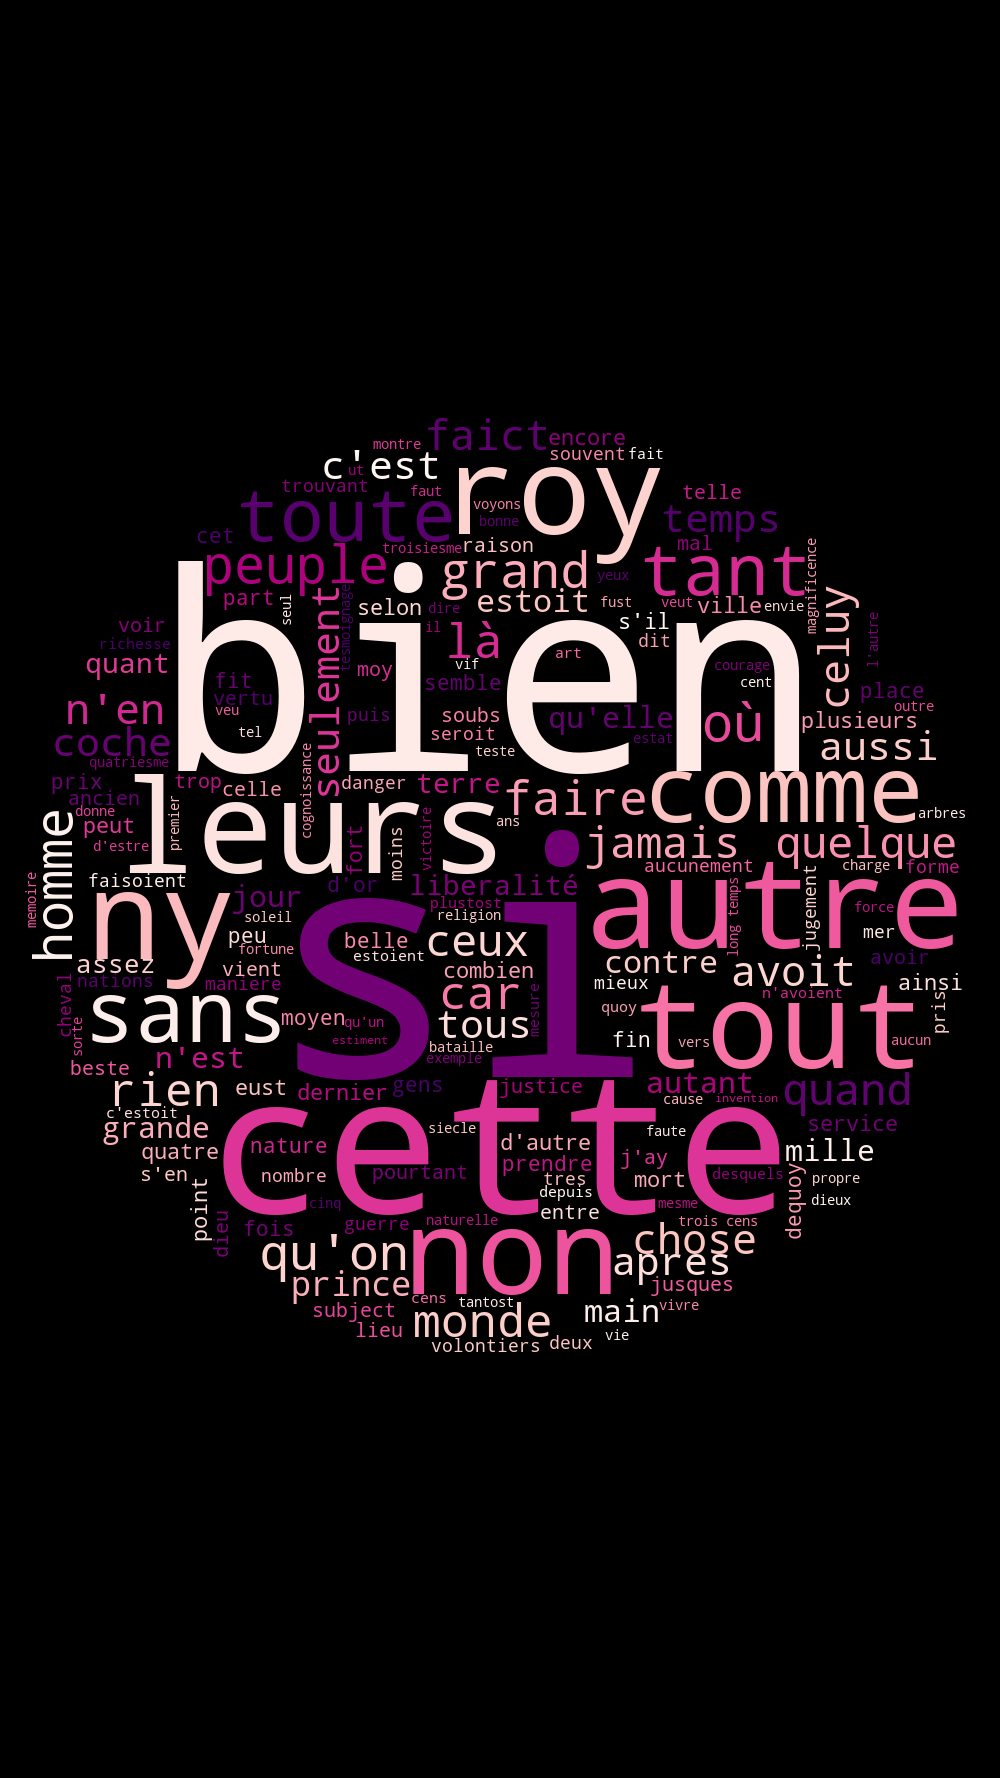 faict
encore
montre
c'est
souvent
fait
ut
roy
trouvant
faut
telle
toute
voyons
bonne
temps
cet
peuple
troisiesme
raison
mal
grand
tant
yeux
magnificence
part
seul
seulement
tesmoignage
selon
dire
estoit
fust
veut
ville
envie
celuy
voir
richesse
bien
il
là
s'il
dit
l'autre
quant
moy
vif
art
courage
fit
vertu
semble
cent
place
n'en
veu
puis
soubs
qu'elle
où
plusieurs
outre
coche
tel
seroit
estat
aussi
quatriesme
teste
prix
trop
celle
cognoissance
danger
terre
faire
comme
ancien
leurs
donne
peut
premier
ans
arbres
d'estre
homme
fort
moins
victoire
jamais
quelque
memoire
faisoient
d'or
liberalité
aucunement
charge
forme
ny
jour
si
plustost
autre
long temps
jugement
force
soleil
religion
peu
belle
ceux
mer
fortune
estoient
assez
vient
combien
contre
avoit
avoir
cheval
nations
maniere
car
mesure
mieux
tout
n'avoient
ainsi
sans
quoy
pris
sorte
moyen
qu'un
tous
estiment
bataille
fin
vers
aucun
beste
n'est
exemple
rien
eust
dernier
gens
justice
autant
quand
c'estoit
cette
cause
invention
grande
siecle
faute
service
quatre
nature
d'autre
mille
s'en
nombre
pourtant
prendre
j'ay
desquels
dequoy
tres
mort
propre
point
cinq
depuis
mesme
dieux
dieu
fois
guerre
naturelle
entre
trois cens
qu'on
non
chose
apres
prince
jusques
cens
tantost
subject
monde
main
vivre
lieu
volontiers
deux
vie